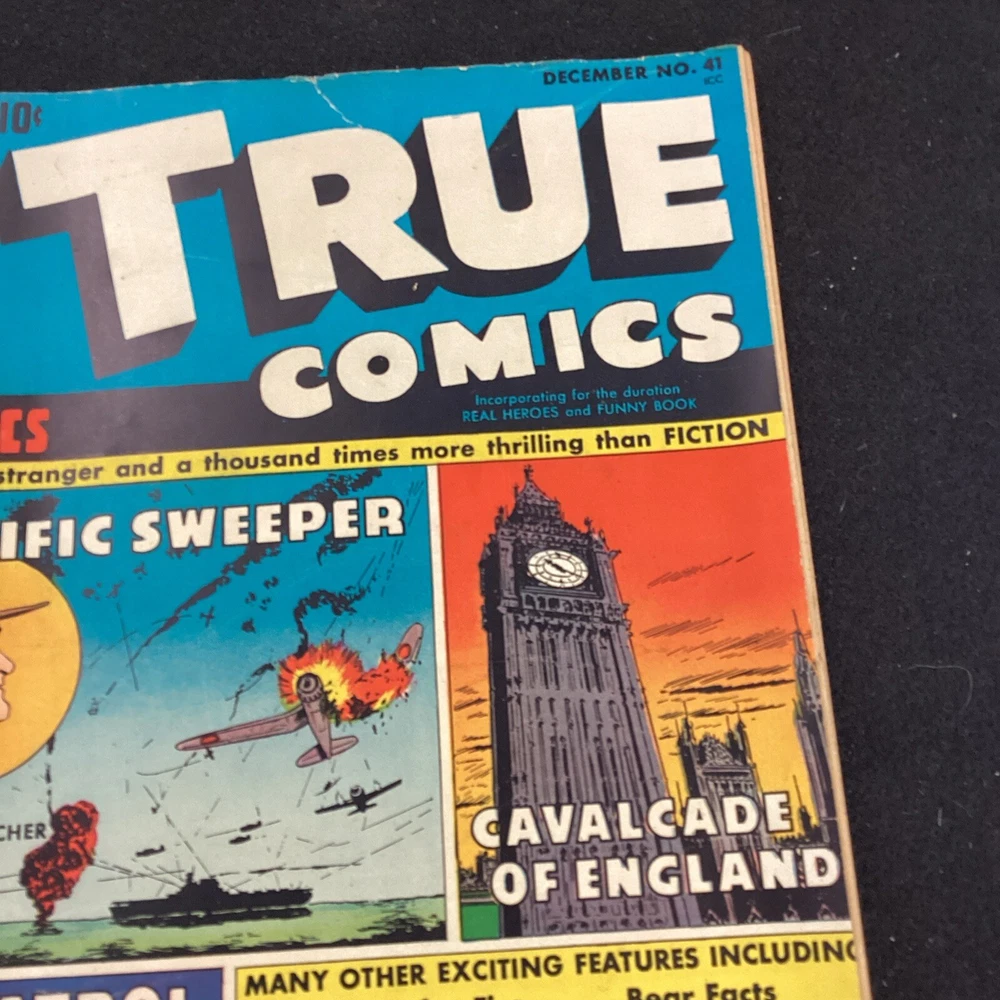 10¢
DECEMBER NO. 41
TRUE
COMICS
Incorporating for the duration
REAL HEROES and FUNNY BOOK
ICS
stranger and a thousand times more thrilling than FICTION
IFIC SWEEPER
CHER
CAVALCADE
OF ENGLAND
MANY OTHER EXCITING FEATURES INCLUDING
Bear Facts